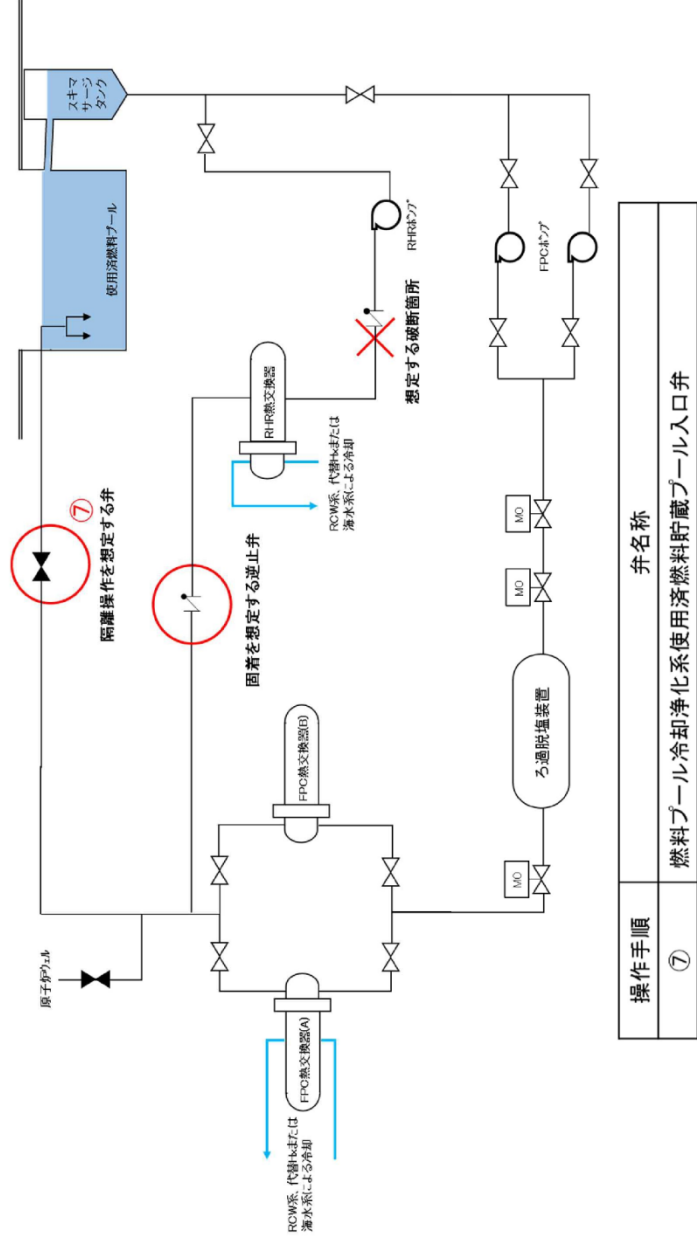 原子炉ウェル
⑦
隔離操作を想定する弁
使用済燃料プール
スキマ
サージ
タンク
固着を想定する逆止弁
RHR熱交換器
RCW系、代替Hxまたは
海水系による冷却
想定する破断箇所
RHRポンプ
FPC熱交換器(A)
RCW系、代替Hxまたは
海水系による冷却
FPC熱交換器(B)
MO
ろ過脱塩装置
MO
MO
FPCポンプ
操作手順
弁名称
⑦
燃料プール冷却浄化系使用済燃料貯蔵プール入口弁